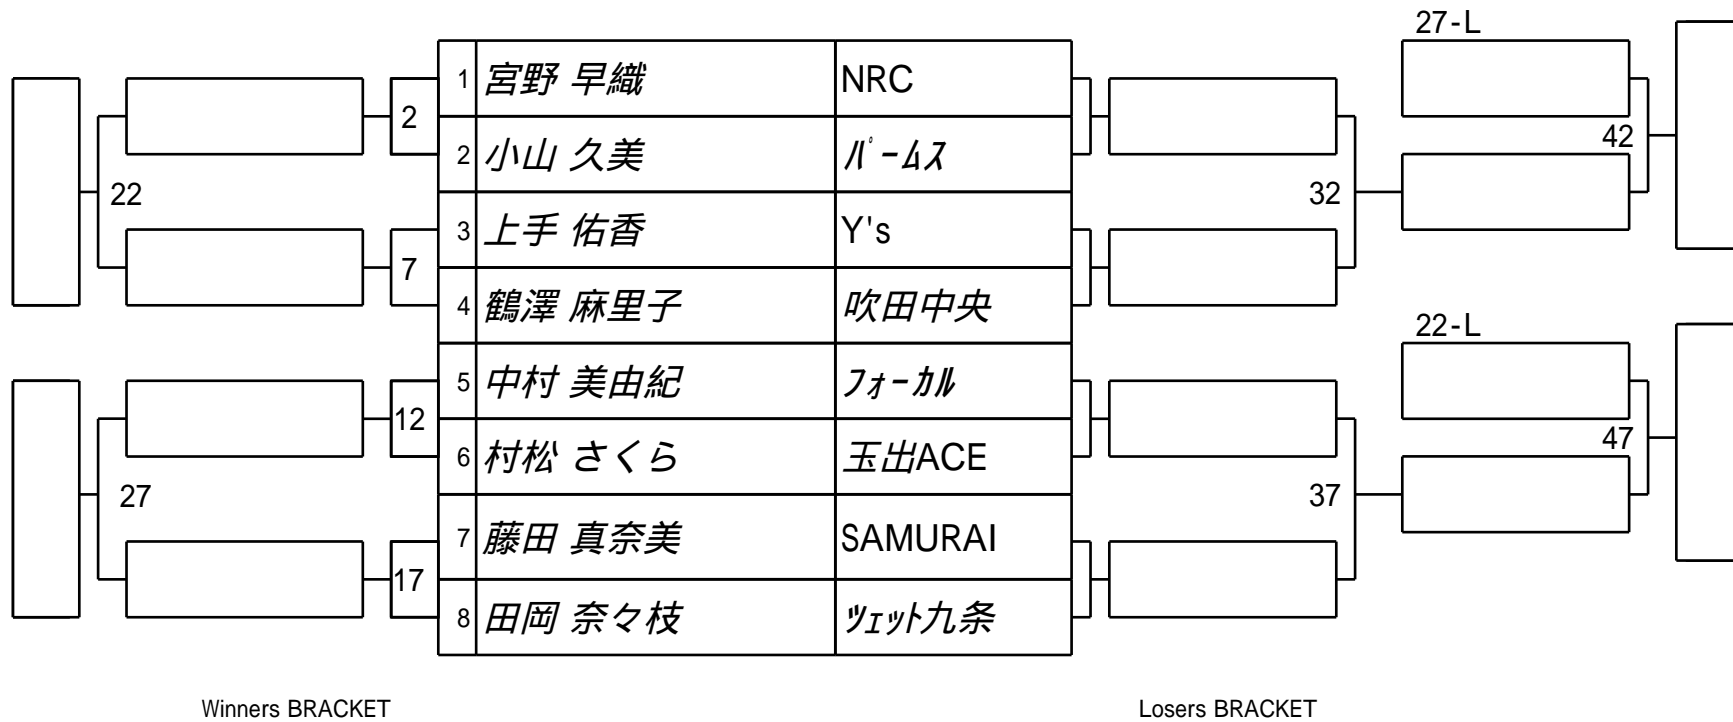 27-L
1 宮野 早織 NRC
2
2 小山 久美 ﾊﾟｰﾑｽ
42
22
32
3 上手 佑香 Y's
7
4 鶴澤 麻里子 吹田中央
22-L
5 中村 美由紀 ﾌｫｰｶﾙ
12
6 村松 さくら 玉出ACE
47
27
37
7 藤田 真奈美 SAMURAI
17
8 田岡 奈々枝 ﾂｪｯﾄ九条
Winners BRACKET
Losers BRACKET